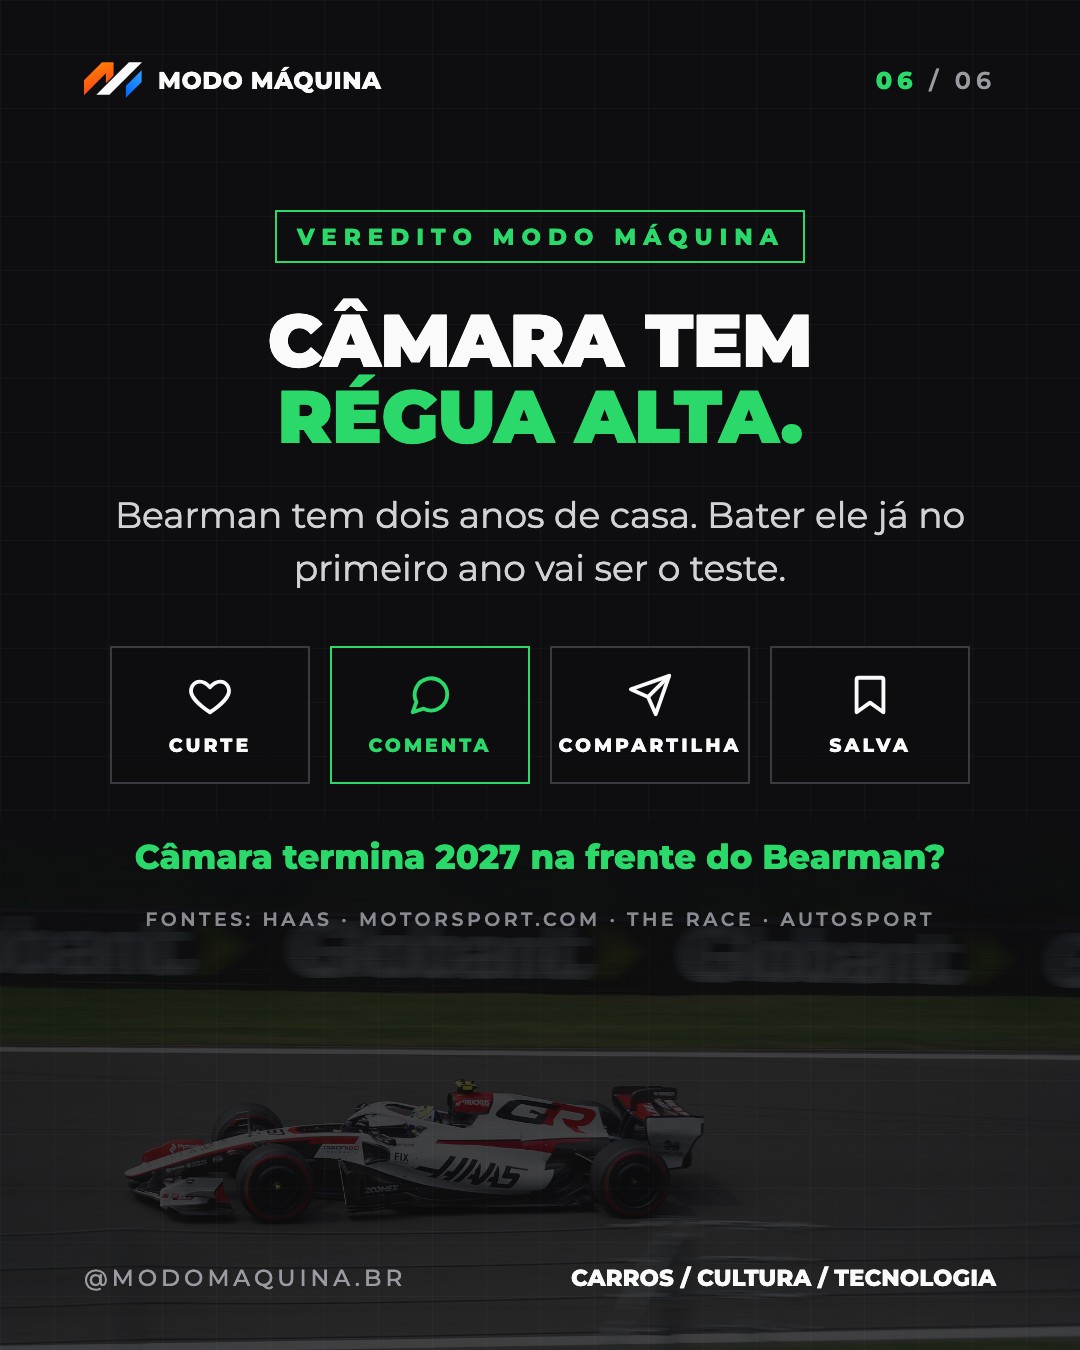 MODO MÁQUINA
06 / 06
VEREDITO MODO MÁQUINA
CÂMARA TEM
RÉGUA ALTA.
Bearman tem dois anos de casa. Bater ele já no
primeiro ano vai ser o teste.
CURTE
COMENTA
COMPARTILHA
SALVA
Câmara termina 2027 na frente do Bearman?
FONTES: HAAS · MOTORSPORT.COM · THE RACE · AUTOSPORT
GR
FIX
HAAS
@MODOMAQUINA.BR
CARROS / CULTURA / TECNOLOGIA